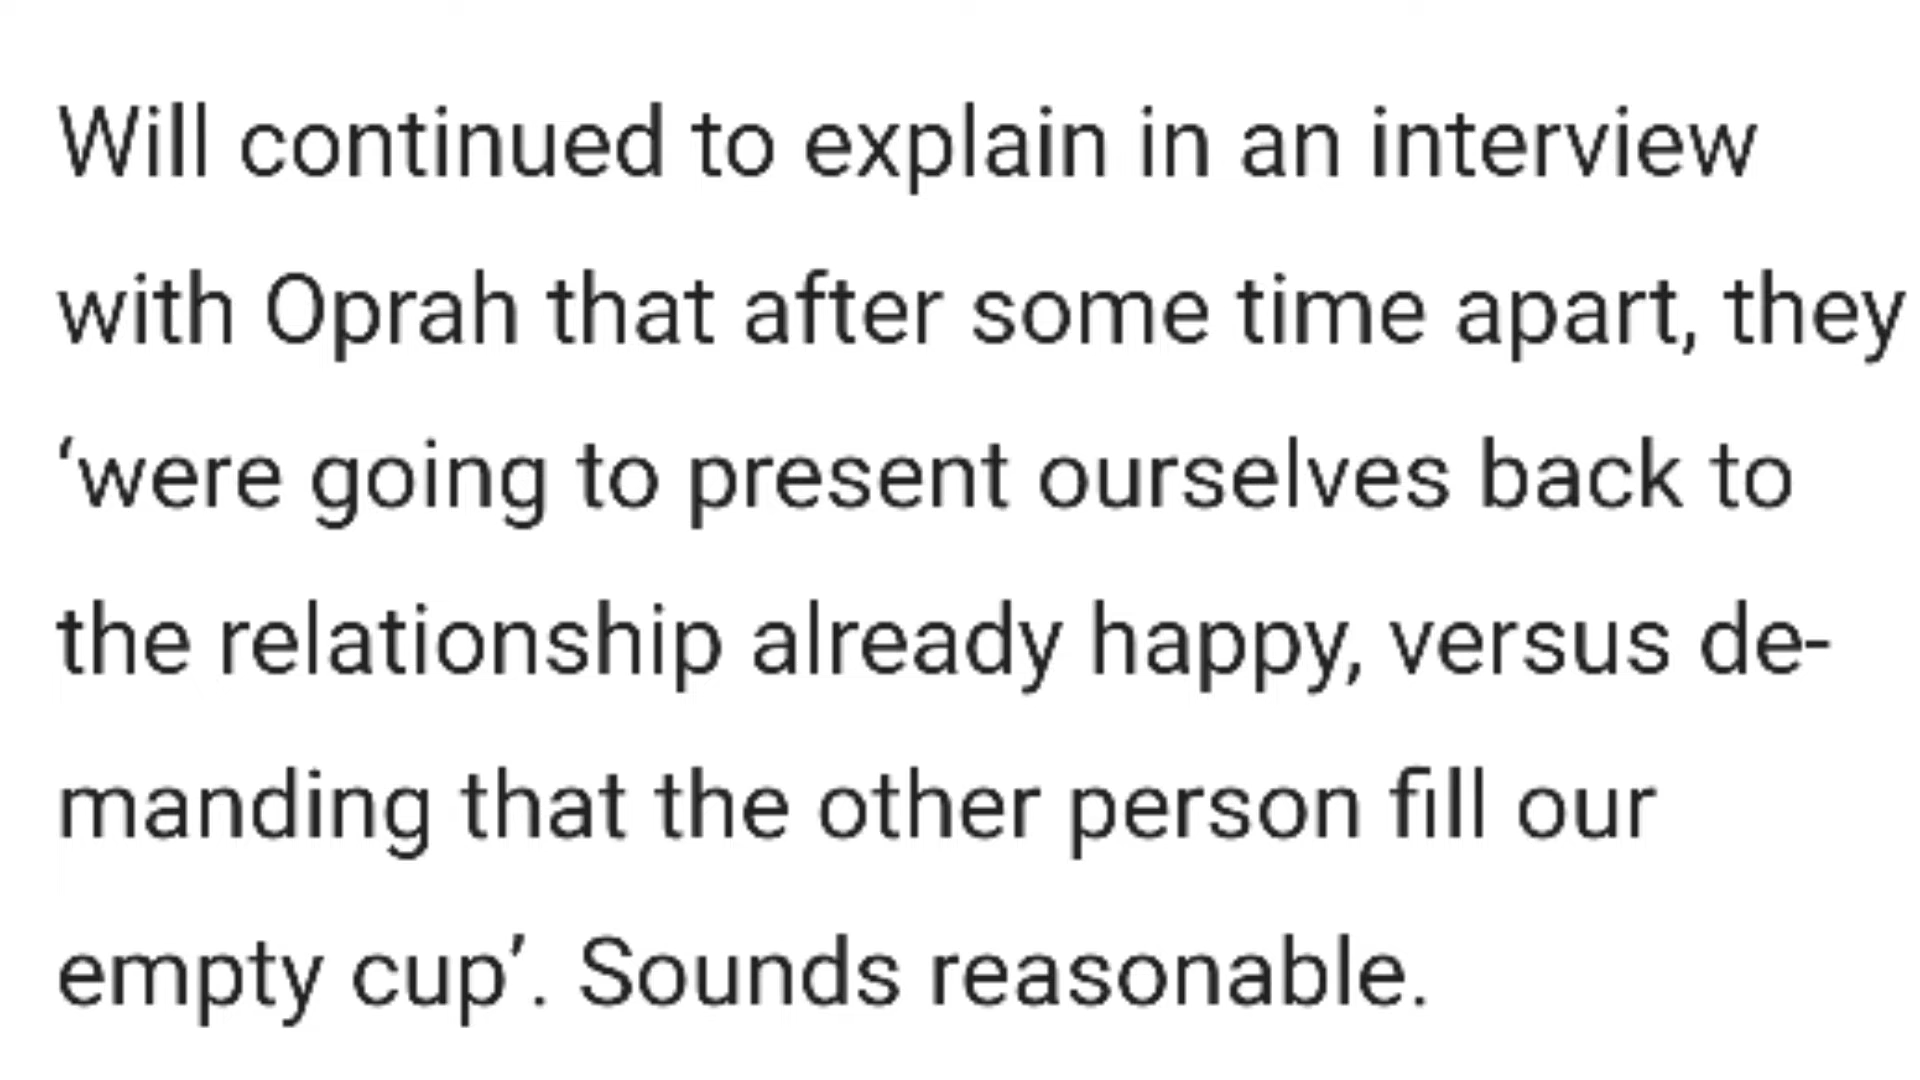 Will continued to explain in an interview
with Oprah that after some time apart, they
‘were going to present ourselves back to
the relationship already happy, versus de-
manding that the other person fill our
empty cup’. Sounds reasonable.